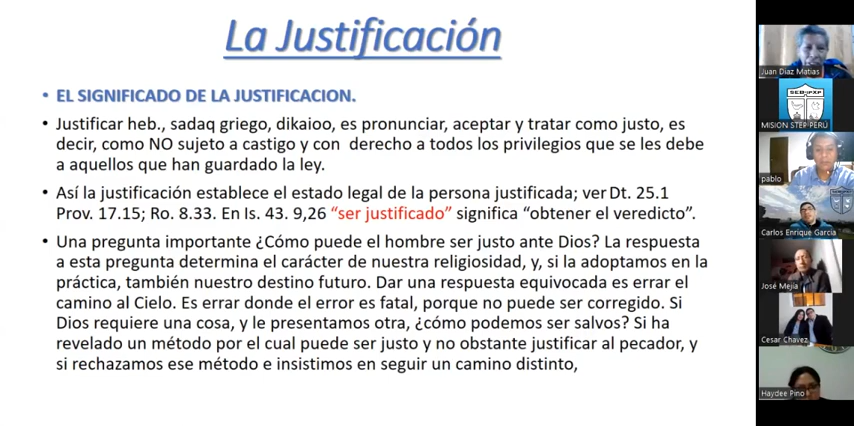 La Justificación
• EL SIGNIFICADO DE LA JUSTIFICACION.
• Justificar heb., sadaq griego, dikaioo, es pronunciar, aceptar y tratar como justo, es
decir, como NO sujeto a castigo y con derecho a todos los privilegios que se les debe
a aquellos que han guardado la ley.
• Así la justificación establece el estado legal de la persona justificada; ver Dt. 25.1
Prov. 17.15; Ro. 8.33. En Is. 43. 9,26 “ser justificado” significa “obtener el veredicto”.
• Una pregunta importante ¿Cómo puede el hombre ser justo ante Dios? La respuesta
a esta pregunta determina el carácter de nuestra religiosidad, y, si la adoptamos en la
práctica, también nuestro destino futuro. Dar una respuesta equivocada es errar el
camino al Cielo. Es errar donde el error es fatal, porque no puede ser corregido. Si
Dios requiere una cosa, y le presentamos otra, ¿cómo podemos ser salvos? Si ha
revelado un método por el cual puede ser justo y no obstante justificar al pecador, y
si rechazamos ese método e insistimos en seguir un camino distinto,
Juan Diaz Matias
MISION STEP PERÚ
pablo
Carlos Enrique Garcia
José Mejía
Cesar Chavez
Haydee Pino